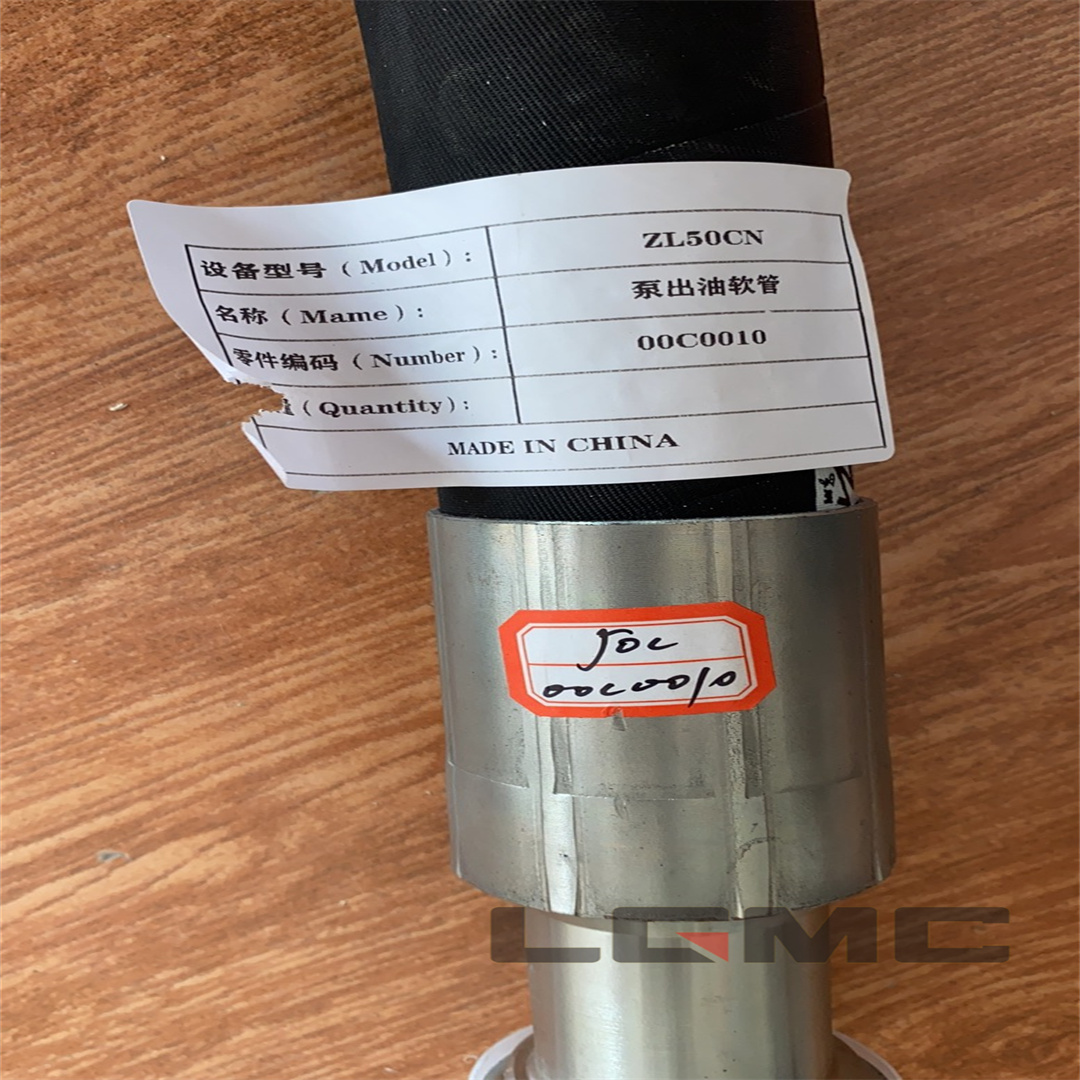 设备型号（Model）: ZL50CN
名称（Mame）: 泵出油软管
零件编码（Number）: 00C0010
（Quantity）:
MADE IN CHINA
50C
00C0010
LGMC